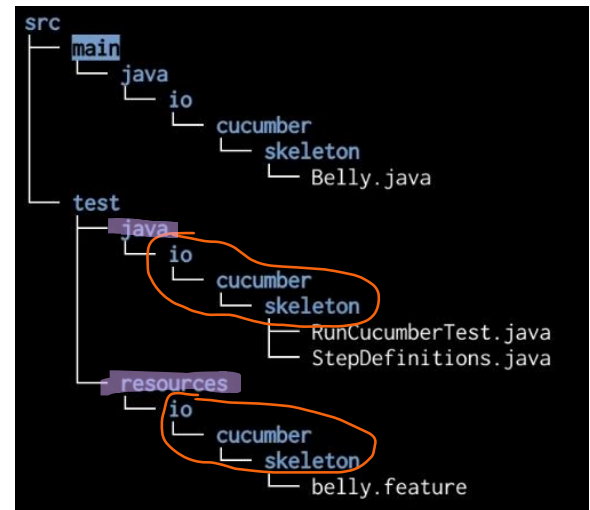 src
main
java
io
cucumber
skeleton
Belly.java
test
java
io
cucumber
skeleton
RunCucumberTest.java
StepDefinitions.java
resources
io
cucumber
skeleton
belly.feature